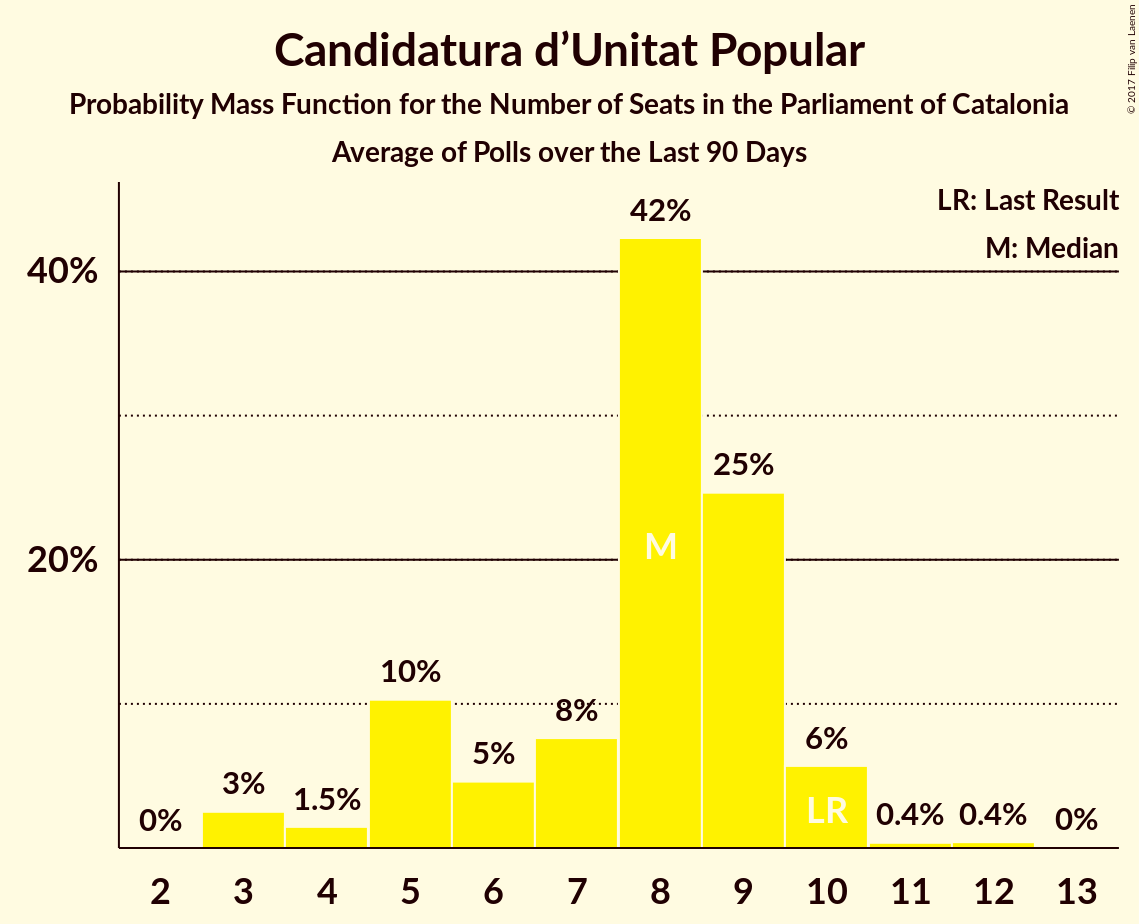 Candidatura d’Unitat Popular
Probability Mass Function for the Number of Seats in the Parliament of Catalonia
Average of Polls over the Last 90 Days
© 2017 Filip van Laenen
LR: Last Result
M: Median
40%
20%
0%
3%
1.5%
10%
5%
8%
42%
25%
6%
0.4%
0.4%
0%
M
LR
2 3 4 5 6 7 8 9 10 11 12 13